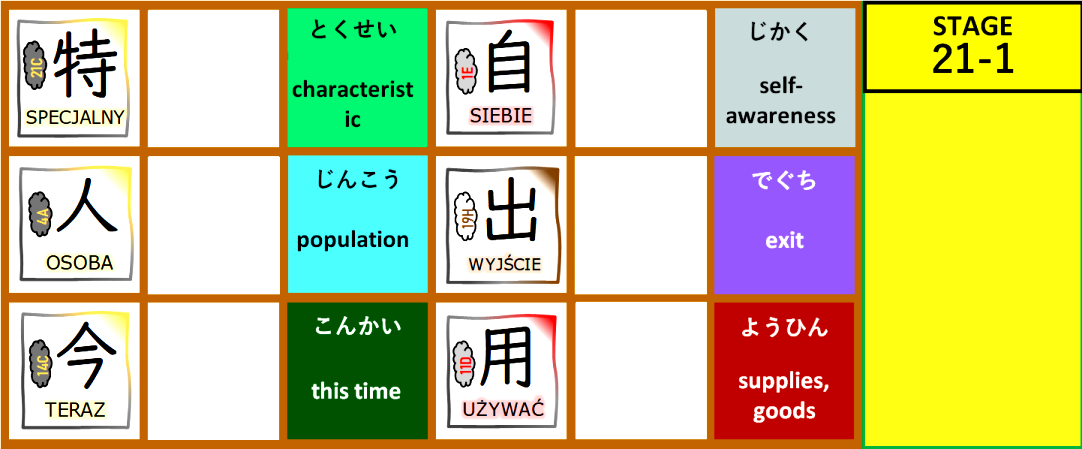 21C
特
SPECJALNY
とくせい
characterist
ic
1E
自
SIEBIE
じかく
self-
awareness
STAGE
21-1
4A
人
OSOBA
じんこう
population
19H
出
WYJŚCIE
でぐち
exit
14C
今
TERAZ
こんかい
this time
11D
用
UŻYWAĆ
ようひん
supplies,
goods